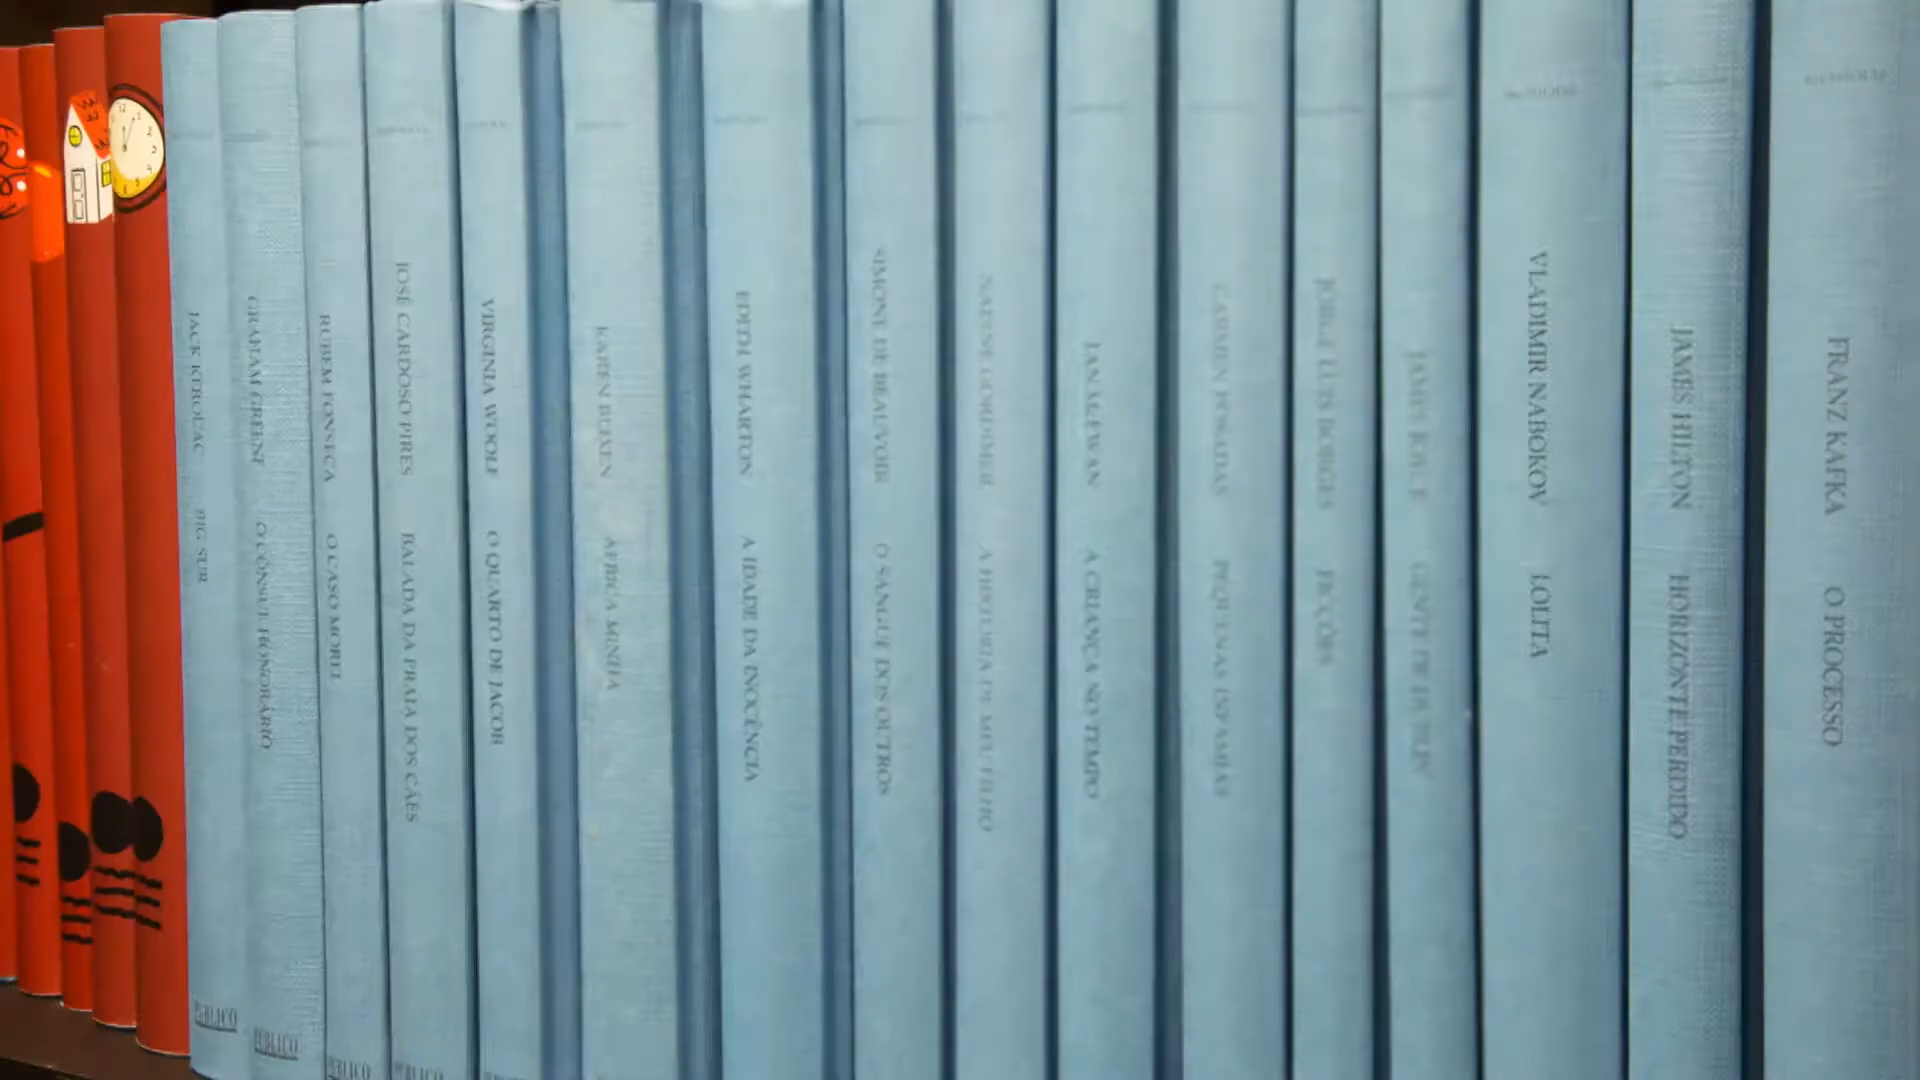 JACK KEROUAC BIG SUR
PÚBLICO
GRAHAM GREENE O CÔNSUL HONORÁRIO
PÚBLICO
RUBEM FONSECA O CASO MOREL
PÚBLICO
JOSÉ CARDOSO PIRES BALADA DA PRAIA DOS CÃES
PÚBLICO
VIRGINIA WOOLF O QUARTO DE JACOB
KAREN BLIXEN ÁFRICA MINHA
EDITH WHARTON A IDADE DA INOCÊNCIA
SIMONE DE BEAUVOIR O SANGUE DOS OUTROS
NADINE GORDIMER A HISTÓRIA DE MEU FILHO
IAN McEWAN A CRIANÇA NO TEMPO
CARMEN POSADAS PEQUENAS INFÂMIAS
JORGE LUIS BORGES FICÇÕES
JAMES JOYCE GENTE DE DUBLIN
VLADIMIR NABOKOV LOLITA
JAMES HILTON HORIZONTE PERDIDO
FRANZ KAFKA O PROCESSO